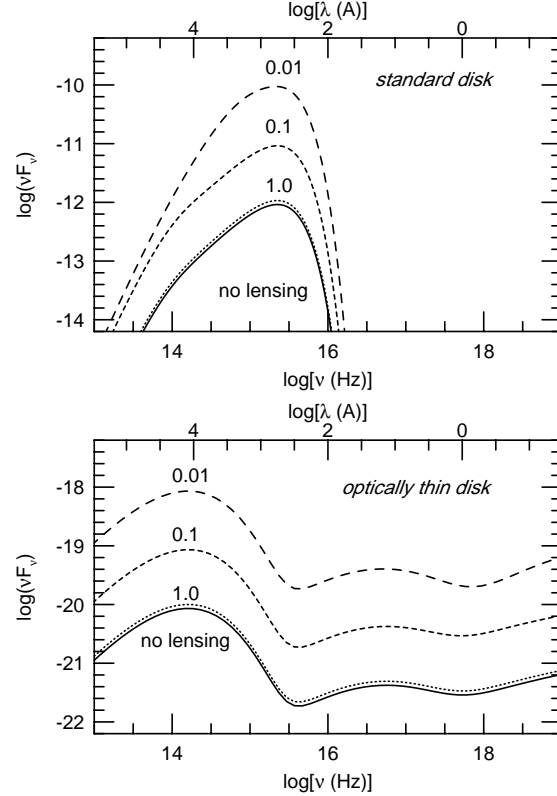 log[λ (A)]
4 2 0
-10
-11
-12
-13
-14
log(νFν)
standard disk
0.01
0.1
1.0
no lensing
14 16 18
log[ν (Hz)]
log[λ (A)]
4 2 0
-18
-19
-20
-21
-22
log(νFν)
optically thin disk
0.01
0.1
1.0
no lensing
14 16 18
log[ν (Hz)]